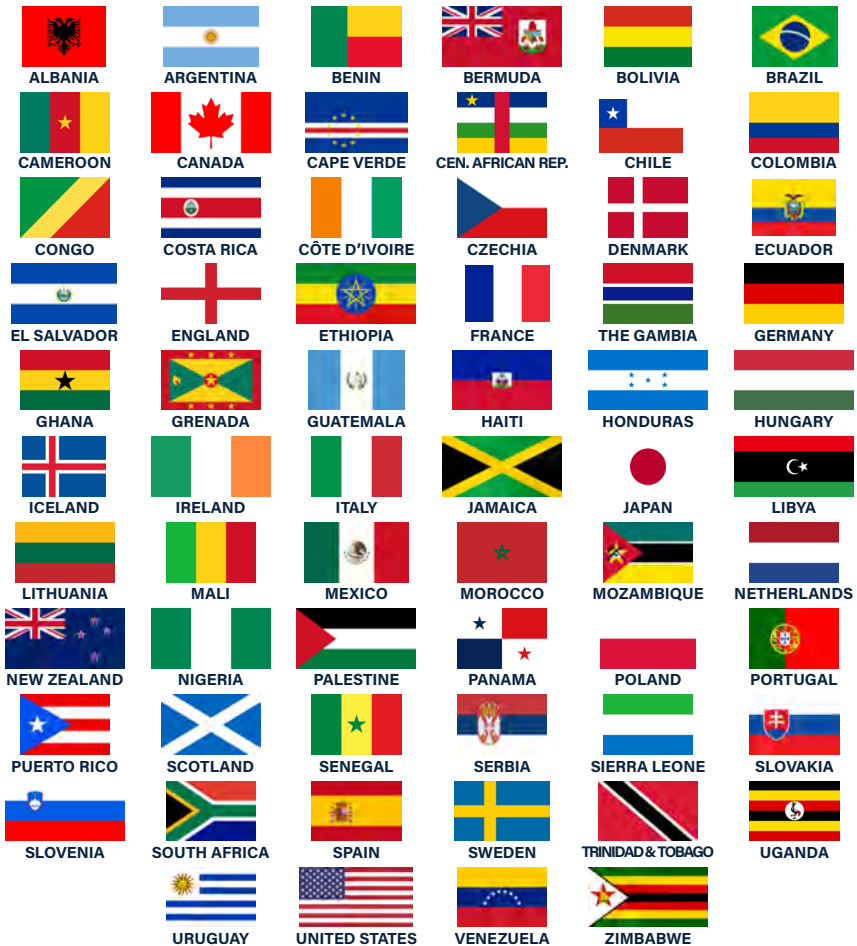 ALBANIA ARGENTINA BENIN BERMUDA BOLIVIA BRAZIL
CAMEROON CANADA CAPE VERDE CEN. AFRICAN REP. CHILE COLOMBIA
CONGO COSTA RICA CÔTE D'IVOIRE CZECHIA DENMARK ECUADOR
EL SALVADOR ENGLAND ETHIOPIA FRANCE THE GAMBIA GERMANY
GHANA GRENADA GUATEMALA HAITI HONDURAS HUNGARY
ICELAND IRELAND ITALY JAMAICA JAPAN LIBYA
LITHUANIA MALI MEXICO MOROCCO MOZAMBIQUE NETHERLANDS
NEW ZEALAND NIGERIA PALESTINE PANAMA POLAND PORTUGAL
PUERTO RICO SCOTLAND SENEGAL SERBIA SIERRA LEONE SLOVAKIA
SLOVENIA SOUTH AFRICA SPAIN SWEDEN TRINIDAD & TOBAGO UGANDA
URUGUAY UNITED STATES VENEZUELA ZIMBABWE